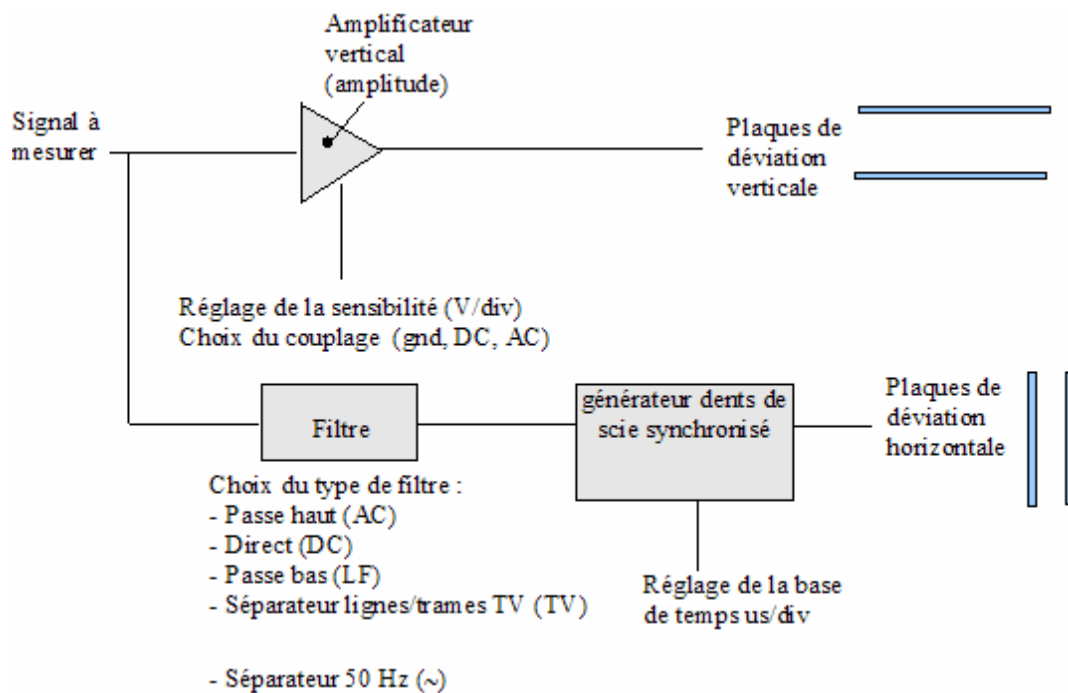 Amplificateur
vertical
(amplitude)
Signal à
mesurer
Plaques de
déviation
verticale
Réglage de la sensibilité (V/div)
Choix du couplage (gnd, DC, AC)
Filtre
générateur dents de
scie synchronisé
Plaques de
déviation
horizontale
Choix du type de filtre :
- Passe haut (AC)
- Direct (DC)
- Passe bas (LF)
- Séparateur lignes/trames TV (TV)
- Séparateur 50 Hz (~)
Réglage de la base
de temps us/div